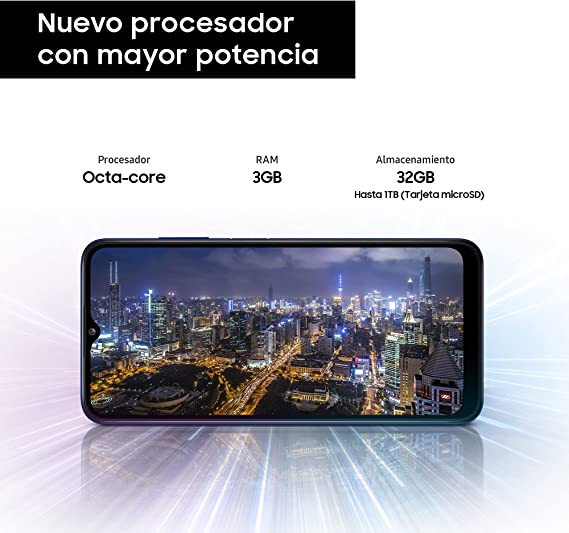 Nuevo procesador
con mayor potencia
Procesador
Octa-core
RAM
3GB
Almacenamiento
32GB
Hasta 1TB (Tarjeta microSD)